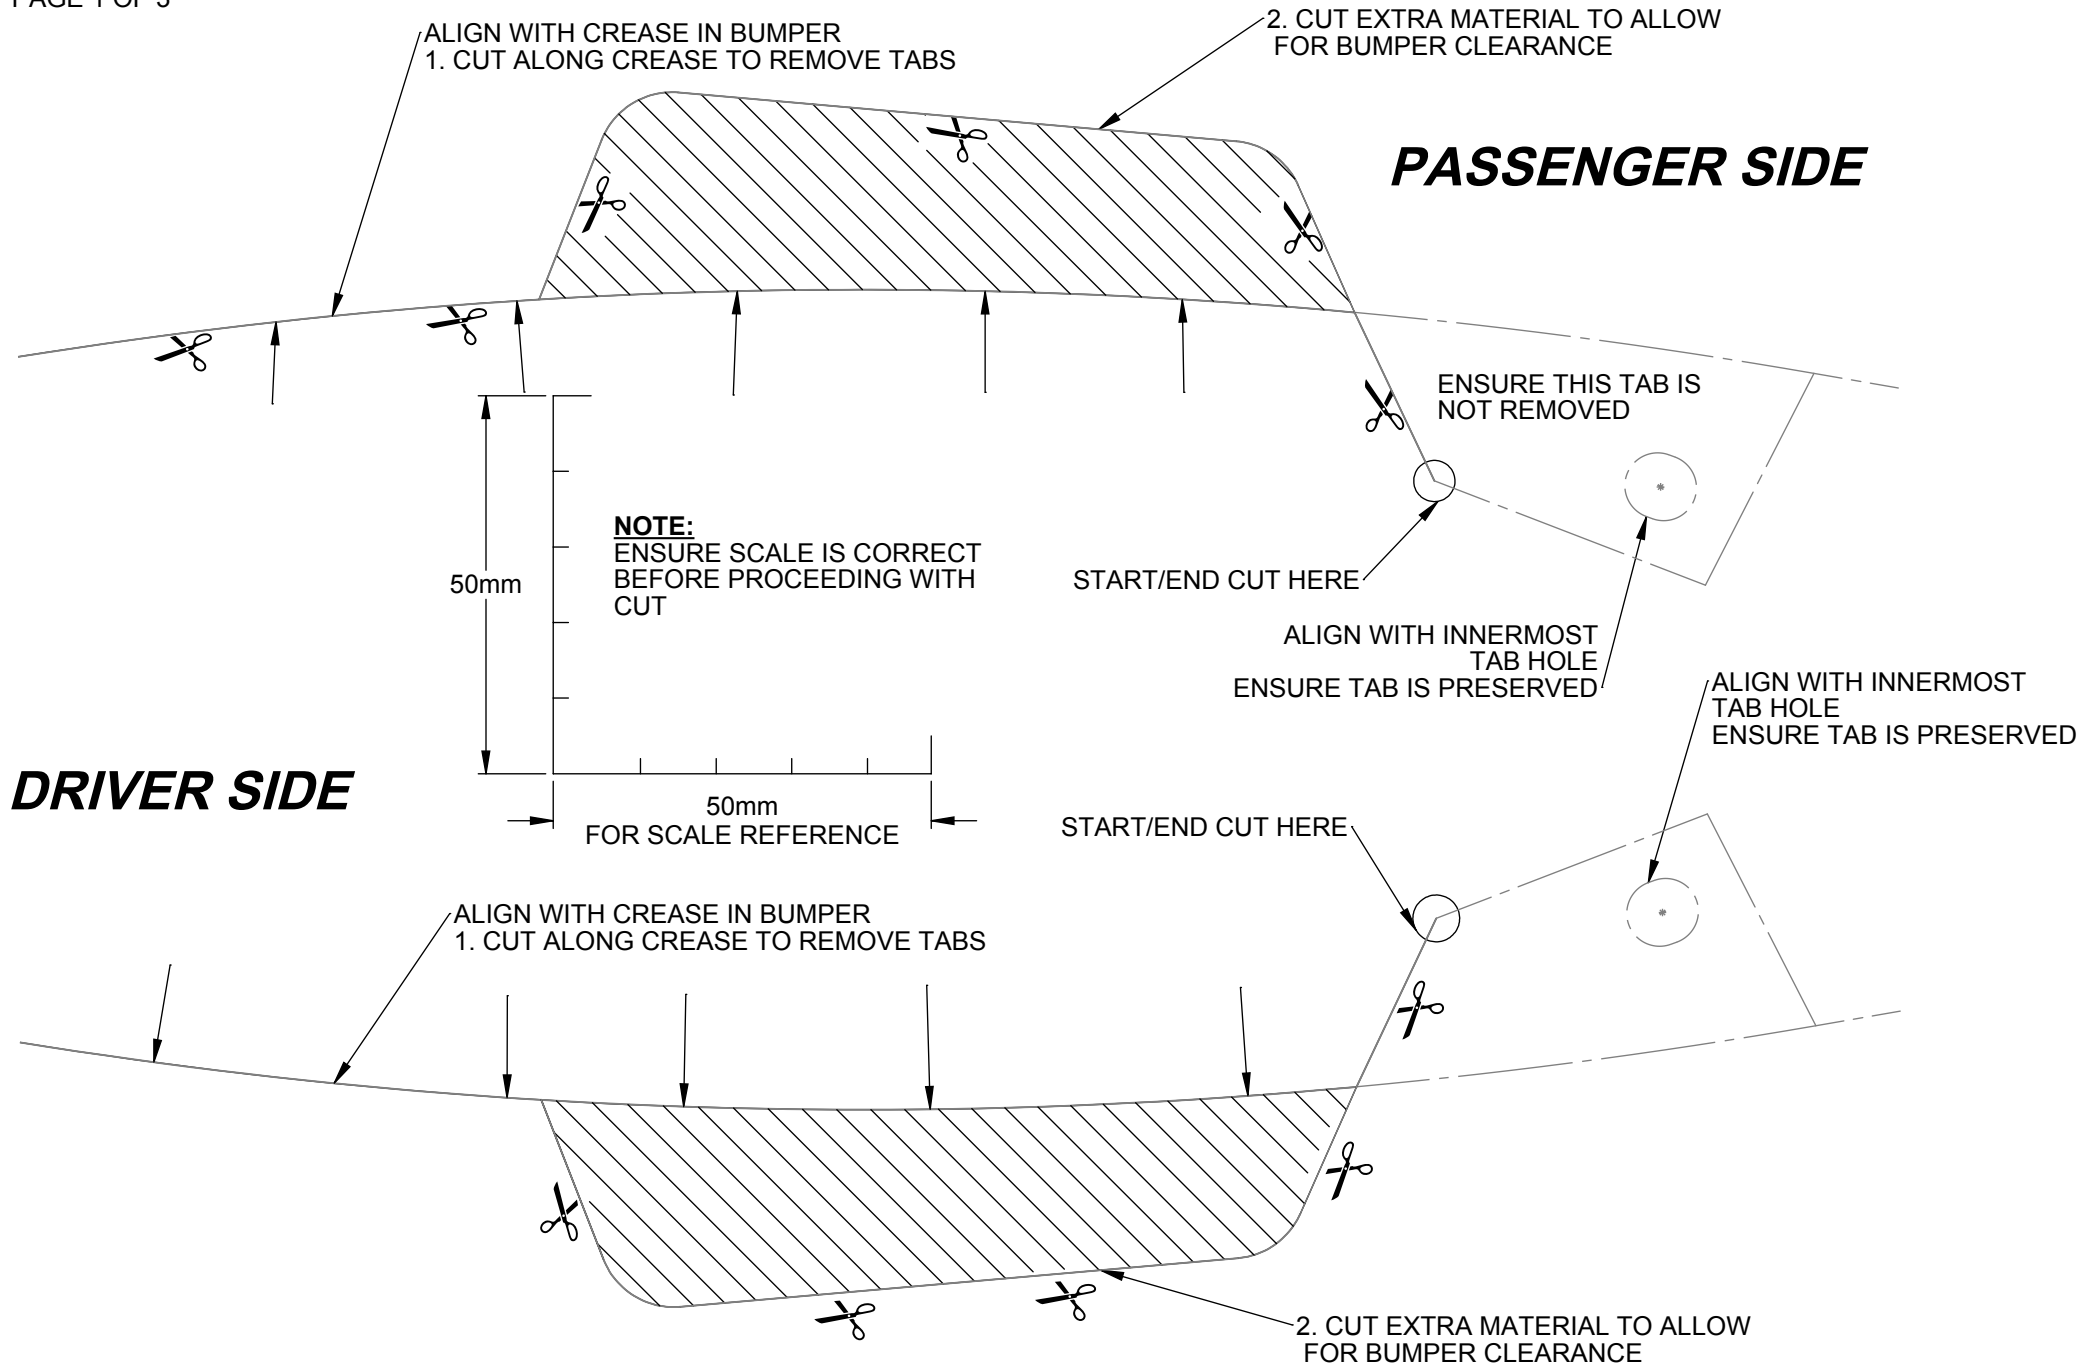 PAGE 1 OF 3
ALIGN WITH CREASE IN BUMPER
1. CUT ALONG CREASE TO REMOVE TABS
2. CUT EXTRA MATERIAL TO ALLOW
FOR BUMPER CLEARANCE
PASSENGER SIDE
ENSURE THIS TAB IS
NOT REMOVED
NOTE:
ENSURE SCALE IS CORRECT
BEFORE PROCEEDING WITH
CUT
50mm
START/END CUT HERE
ALIGN WITH INNERMOST
TAB HOLE
ENSURE TAB IS PRESERVED
ALIGN WITH INNERMOST
TAB HOLE
ENSURE TAB IS PRESERVED
DRIVER SIDE
50mm
FOR SCALE REFERENCE
START/END CUT HERE
ALIGN WITH CREASE IN BUMPER
1. CUT ALONG CREASE TO REMOVE TABS
2. CUT EXTRA MATERIAL TO ALLOW
FOR BUMPER CLEARANCE